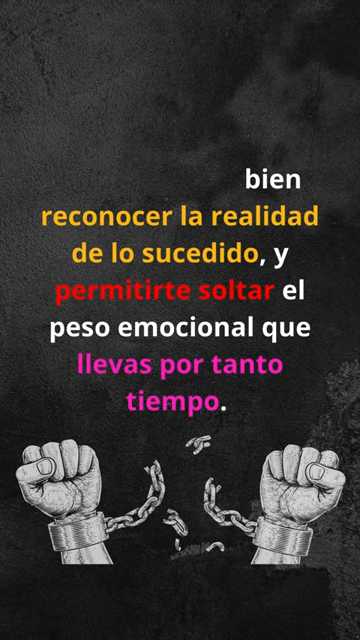 bien
reconocer la realidad
de lo sucedido, y
permitirte soltar el
peso emocional que
llevas por tanto
tiempo.